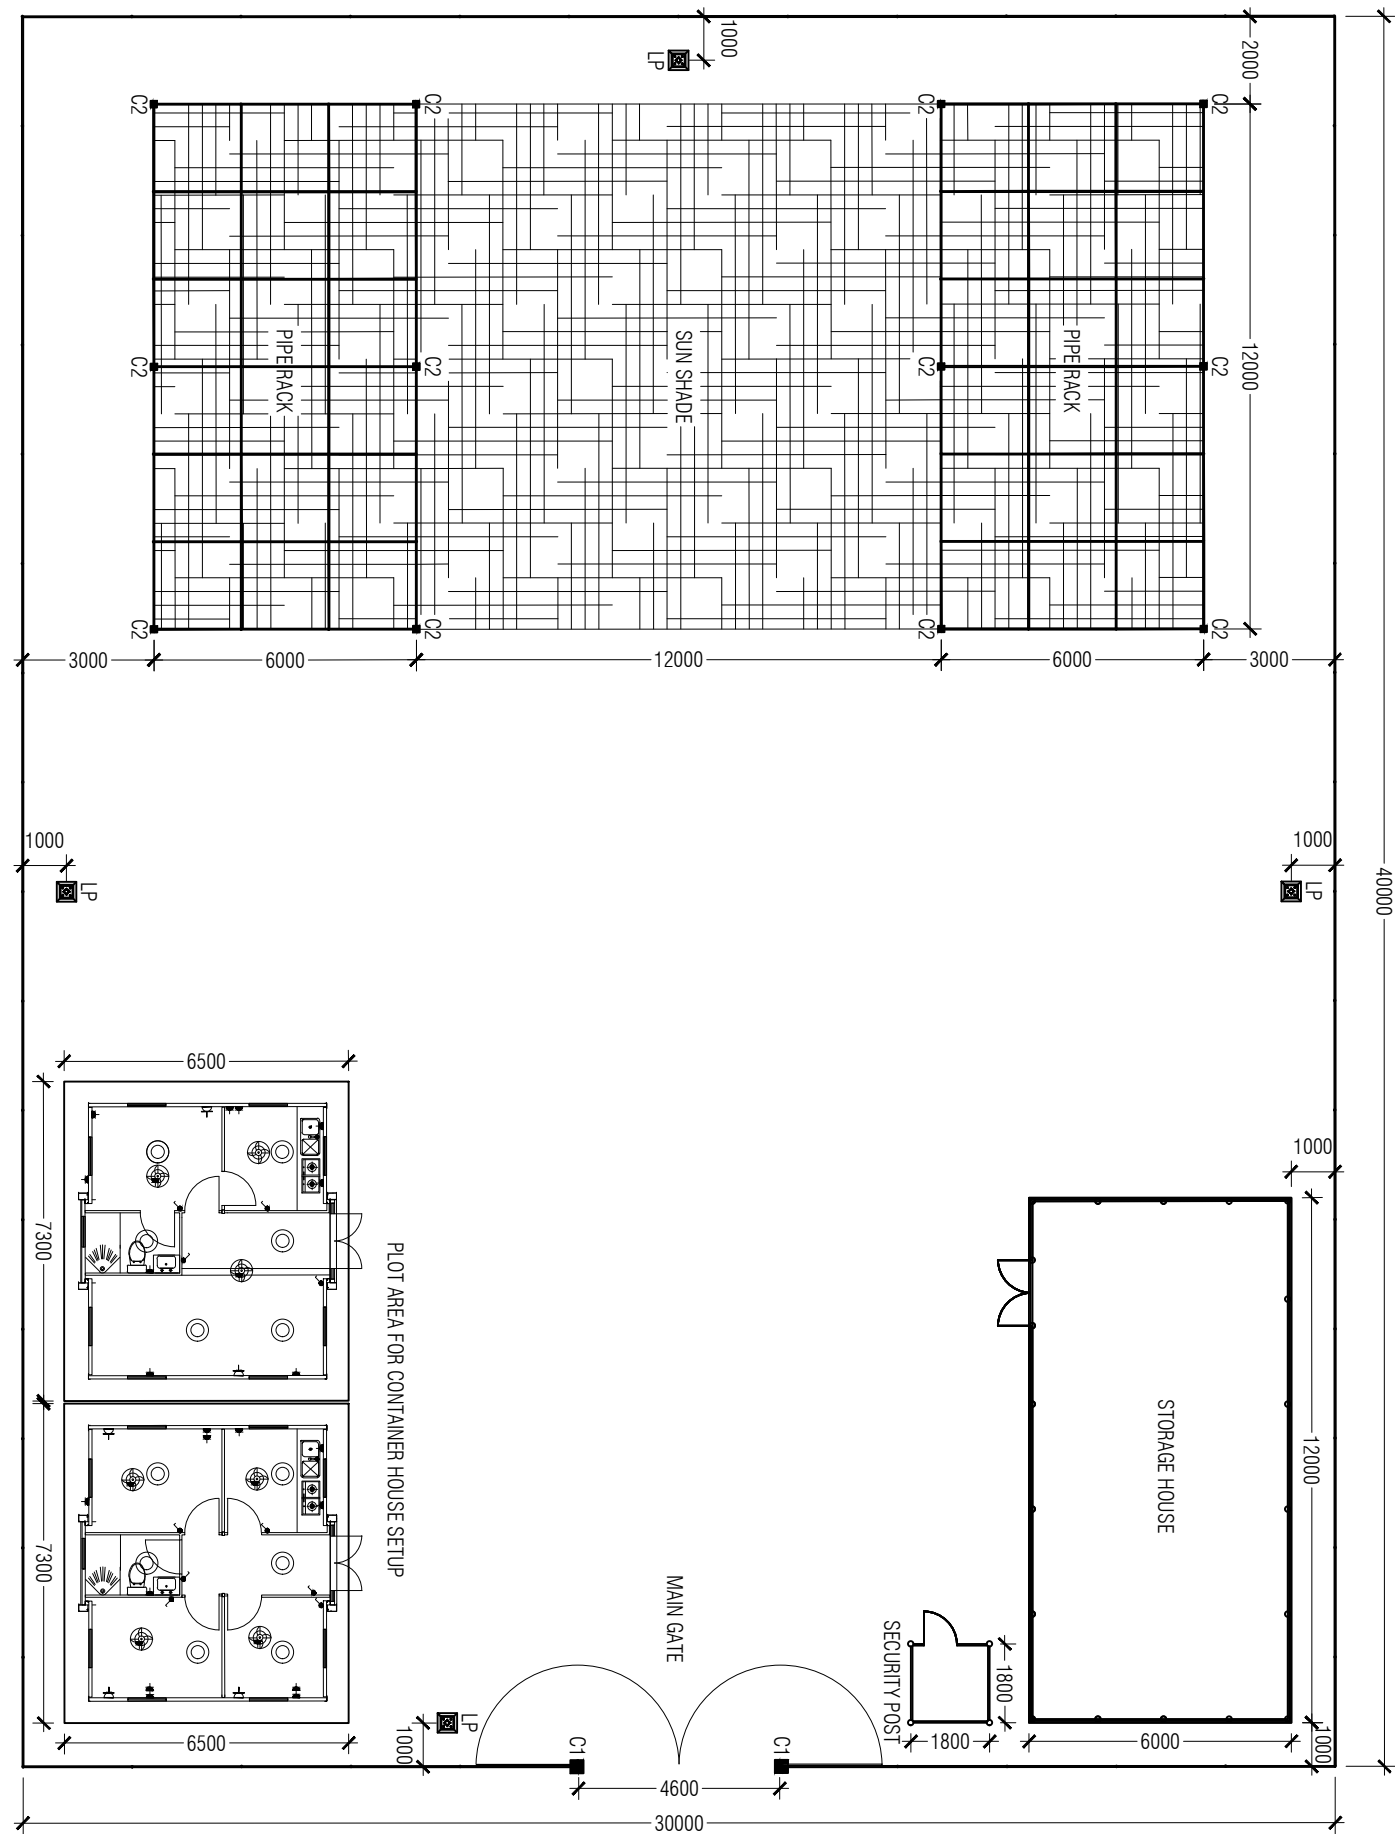 1000
LP
2000
C2
C2
C2
C2
PIPE RACK
SUN SHADE
PIPE RACK
12000
C2
C2
C2
C2
C2
C2
C2
C2
3000
6000
12000
6000
3000
1000
LP
1000
LP
40000
6500
1000
7300
PLOT AREA FOR CONTAINER HOUSE SETUP
STORAGE HOUSE
12000
7300
MAIN GATE
SECURITY POST
1800
1800
6000
1000
6500
LP
1000
C1
C1
4600
30000